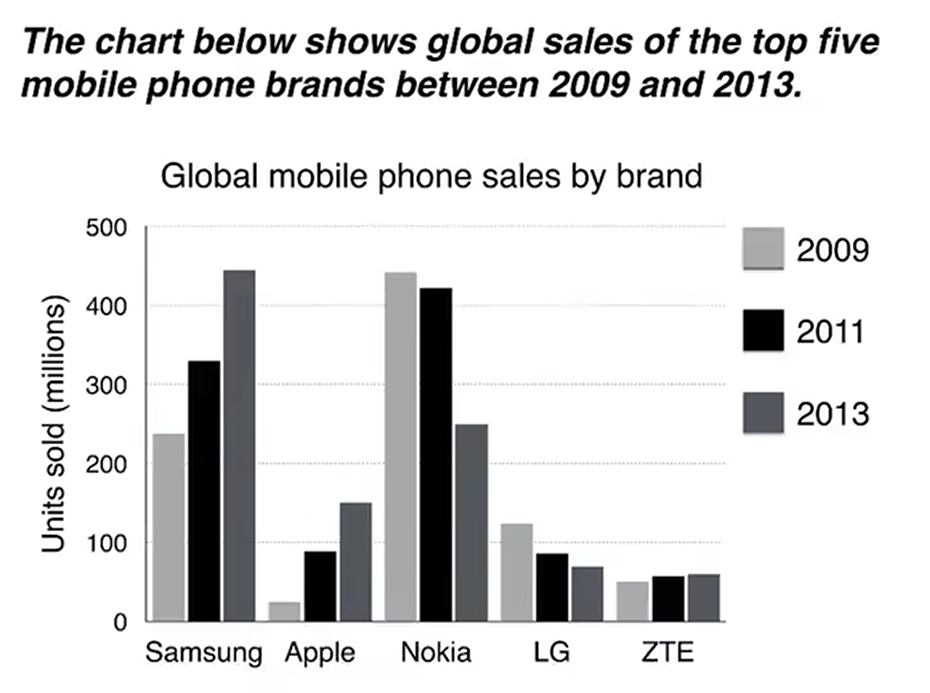 The chart below shows global sales of the top five
mobile phone brands between 2009 and 2013.
Global mobile phone sales by brand
500
400
300
200
100
0
Units sold (millions)
Samsung Apple Nokia LG ZTE
2009
2011
2013